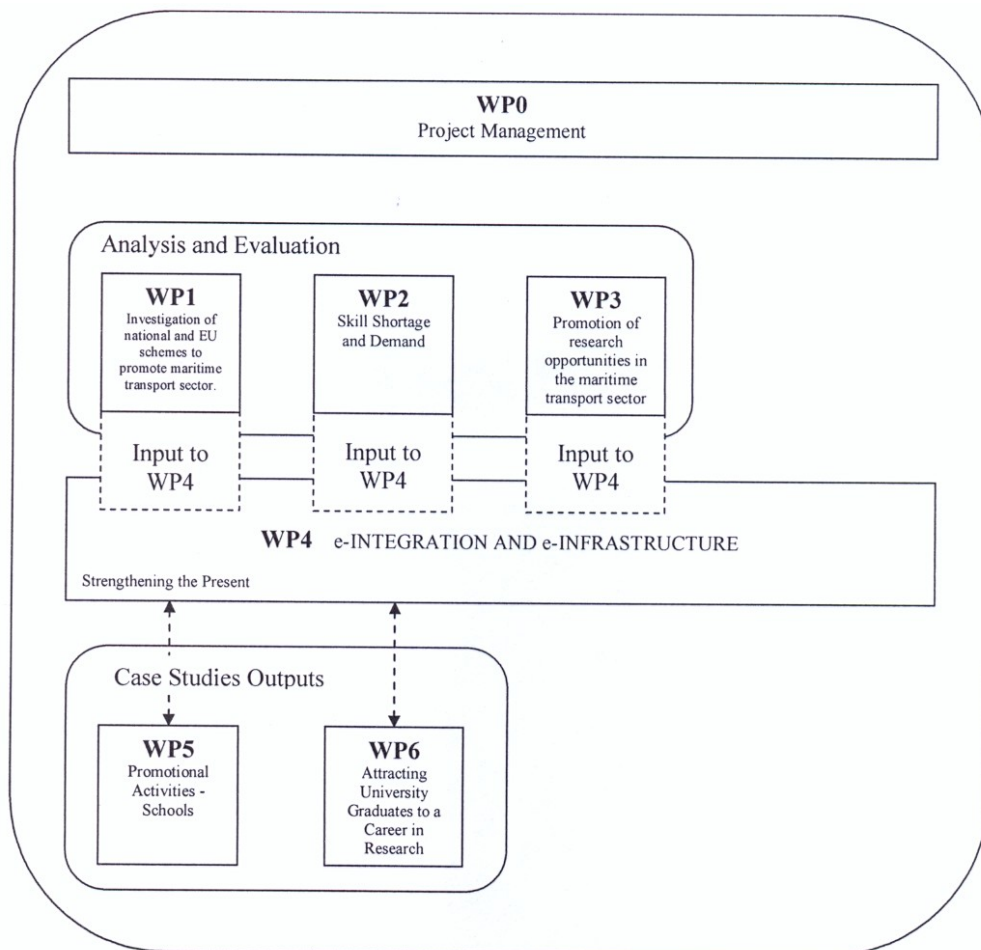 WP0
Project Management
Analysis and Evaluation
WP1
Investigation of
national and EU
schemes to
promote maritime
transport sector.
WP2
Skill Shortage
and Demand
WP3
Promotion of
research
opportunities in
the maritime
transport sector
Input to
WP4
Input to
WP4
Input to
WP4
WP4 e-INTEGRATION AND e-INFRASTRUCTURE
Strengthening the Present
Case Studies Outputs
WP5
Promotional
Activities -
Schools
WP6
Attracting
University
Graduates to a
Career in
Research